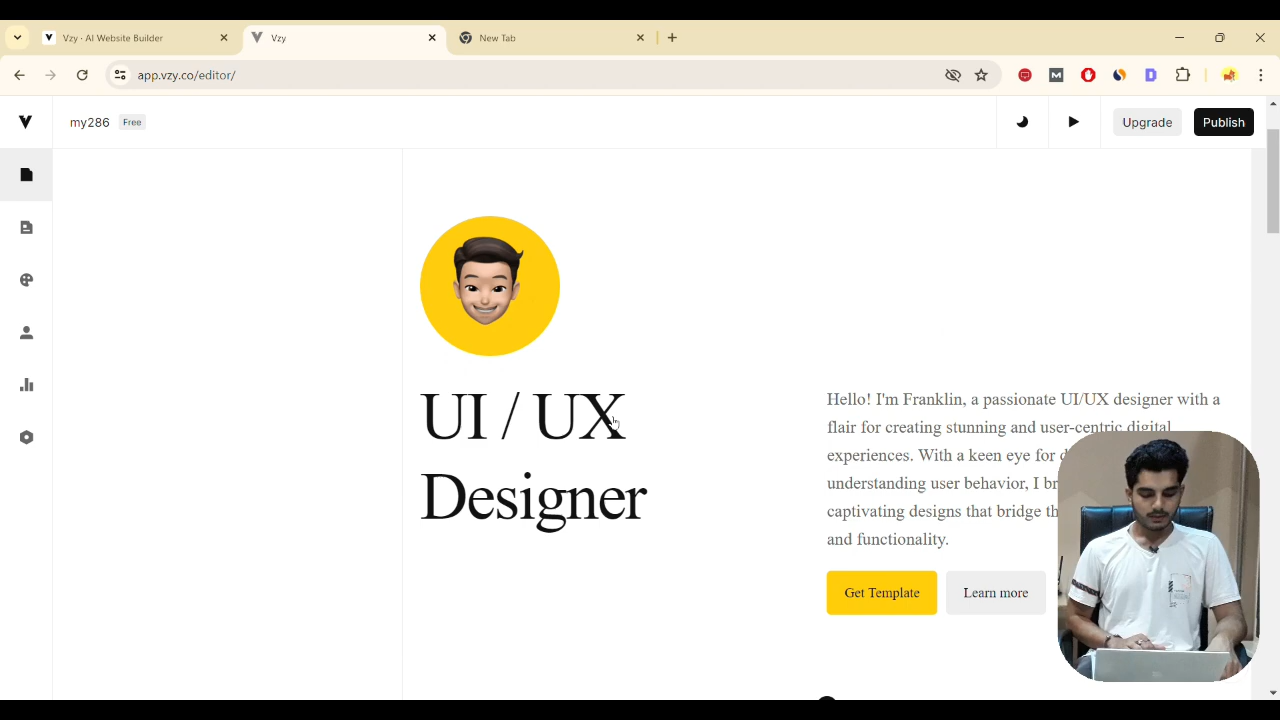 Vzy · AI Website Builder
Vzy
New Tab
app.vzy.co/editor/
my286
Free
Upgrade
Publish
UI / UX
Designer
Hello! I'm Franklin, a passionate UI/UX designer with a
flair for creating stunning and user-centric digital
experiences. With a keen eye for
understanding user behavior, I
captivating designs that bridge
and functionality.
Get Template
Learn more